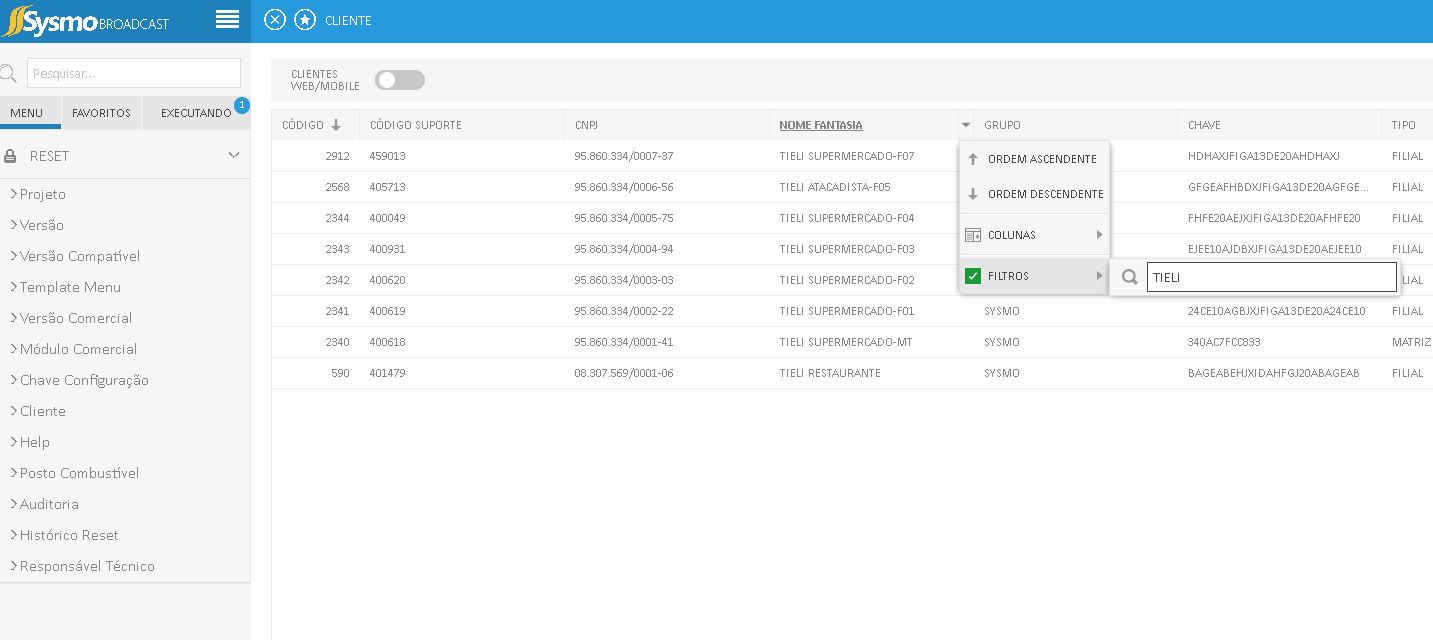 Sysmo BROADCAST
CLIENTE
Pesquisar...
MENU FAVORITOS EXECUTANDO 1
RESET
Projeto
Versão
Versão Compatível
Template Menu
Versão Comercial
Módulo Comercial
Chave Configuração
Cliente
Help
Posto Combustível
Auditoria
Histórico Reset
Responsável Técnico
CLIENTES
WEB/MOBILE
CÓDIGO CÓDIGO SUPORTE CNPJ NOME FANTASIA GRUPO CHAVE TIPO
2912 459013 95.860.334/0007-37 TIELI SUPERMERCADO-F07 HDHAXJFIGA13DE20AHDHAXJ FILIAL
2568 405713 95.860.334/0006-56 TIELI ATACADISTA-F05 GFGEAFHBDXJFIGA13DE20AGFGE... FILIAL
2344 400049 95.860.334/0005-75 TIELI SUPERMERCADO-F04 FHFE20AEJXJFIGA13DE20AFHFE20 FILIAL
2343 400931 95.860.334/0004-94 TIELI SUPERMERCADO-F03 EJEE10AJDBXJFIGA13DE20AEJEE10 FILIAL
2342 400620 95.860.334/0003-03 TIELI SUPERMERCADO-F02 LIAL
2341 400619 95.860.334/0002-22 TIELI SUPERMERCADO-F01 SYSMO 24CE10AGBJXJFIGA13DE20A24CE10 FILIAL
2340 400618 95.860.334/0001-41 TIELI SUPERMERCADO-MT SYSMO 340AC7FCC833 MATRIZ
590 401479 08.307.569/0001-06 TIELI RESTAURANTE SYSMO BAGEABEHJXIDAHFGJ20ABAGEAB FILIAL
ORDEM ASCENDENTE
ORDEM DESCENDENTE
COLUNAS
FILTROS
TIELI